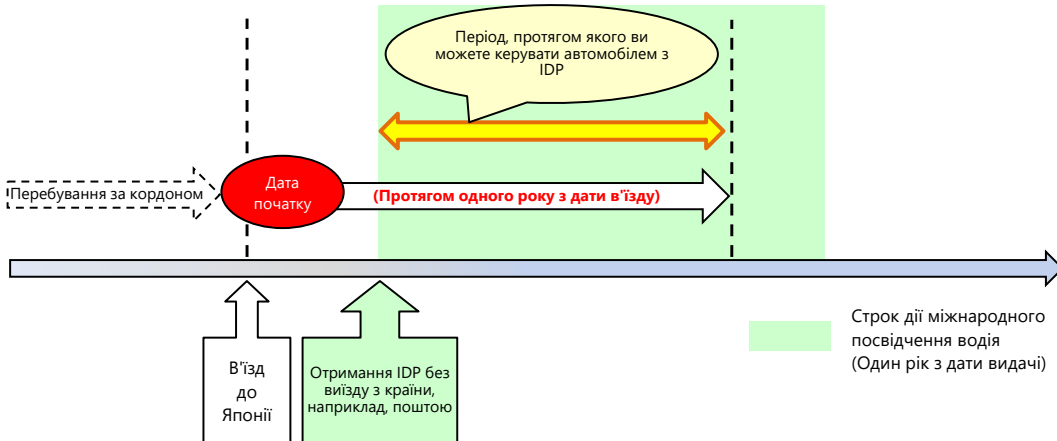 Період, протягом якого ви
можете керувати автомобілем з
IDP
Перебування за кордоном
Дата
початку
(Протягом одного року з дати в'їзду)
В'їзд
до
Японії
Отримання IDP без
виїзду з країни,
наприклад, поштою
Строк дії міжнародного
посвідчення водія
(Один рік з дати видачі)